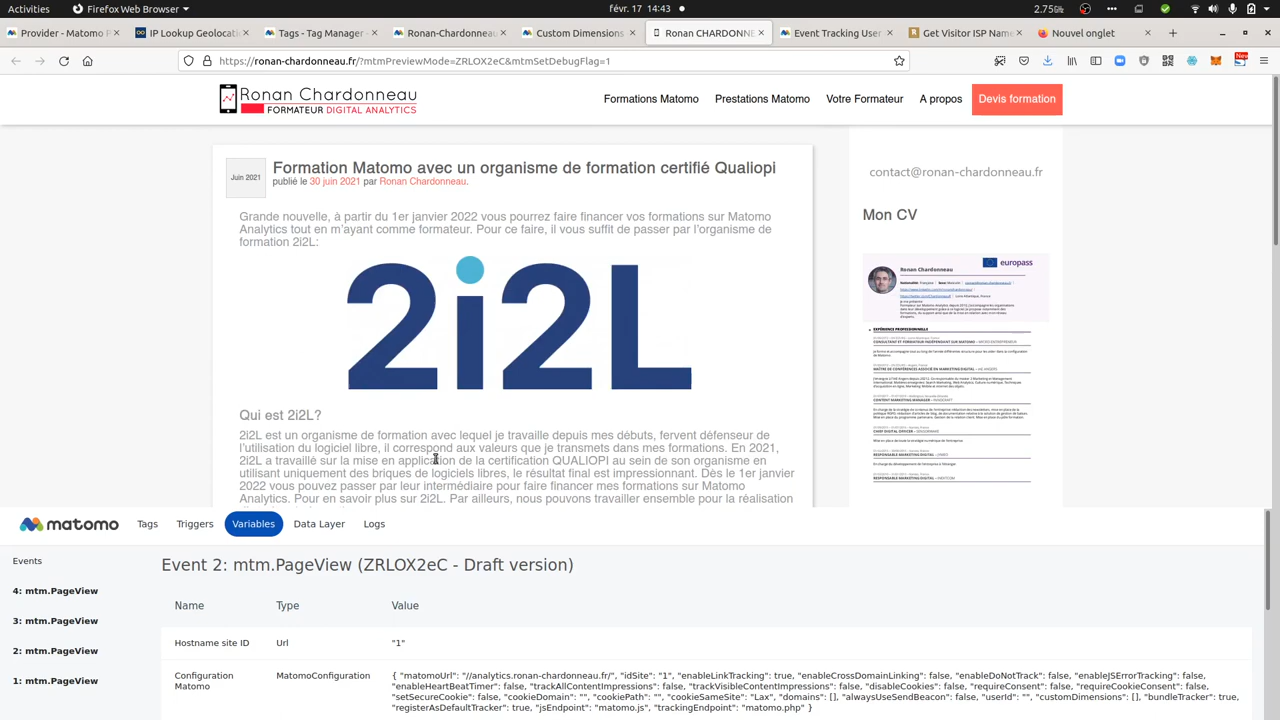 Activities
Firefox Web Browser
févr. 17 14:43
Provider - Matomo
IP Lookup Geolocati
Tags - Tag Manager -
Ronan-Chardonneau.
Custom Dimensions
Ronan CHARDONNE
Event Tracking User
Get Visitor ISP Name
Nouvel onglet
https://ronan-chardonneau.fr/?mtmPreviewMode=ZRLOX2eC&mtmSetDebugFlag=1
New
Ronan Chardonneau
FORMATEUR DIGITAL ANALYTICS
Formations Matomo
Prestations Matomo
Votre Formateur
A propos
Devis formation
Juin 2021
Formation Matomo avec un organisme de formation certifié Qualiopi
publié le 30 juin 2021 par Ronan Chardonneau.
Grande nouvelle, à partir du 1er janvier 2022 vous pourrez faire financer vos formations sur Matomo
Analytics tout en m'ayant comme formateur. Pour ce faire, il vous suffit de passer par l'organisme de
formation 2i2L:
2i2L
Qui est 2i2L?
2i2L est un organisme de formation avec lequel je travaille depuis mes débuts, fervent défenseur de
l'utilisation du logiciel libre, il correspond aux valeurs que je transmets dans mes formations. En 2021,
2i2L a travaillé sur la mise en application de la certification QUALIOPI au sein de son organisme en
utilisant uniquement des briques de logiciels libres, le résultat final est impressionnant. Dès le 1er janvier
2022 vous pouvez passer par leur intermédiaire pour faire financer mes formations sur Matomo
Analytics. Pour en savoir plus sur 2i2L. Par ailleurs, nous pouvons travailler ensemble pour la réalisation
contact@ronan-chardonneau.fr
Mon CV
europass
Ronan Chardonneau
EXPÉRIENCE PROFESSIONNELLE
matomo
Tags
Triggers
Variables
Data Layer
Logs
Events
4: mtm.PageView
3: mtm.PageView
2: mtm.PageView
1: mtm.PageView
Event 2: mtm.PageView (ZRLOX2eC - Draft version)
Name Type Value
Hostname site ID Url "1"
Configuration Matomo
MatomoConfiguration
{ "matomoUrl": "//analytics.ronan-chardonneau.fr/", "idSite": "1", "enableLinkTracking": true, "enableCrossDomainLinking": false, "enableDoNotTrack": false, "enableJSErrorTracking": false,
"enableHeartBeatTimer": false, "trackAllContentImpressions": false, "trackVisibleContentImpressions": false, "disableCookies": false, "requireConsent": false, "requireCookieConsent": false,
"setSecureCookie": false, "cookieDomain": "", "cookiePath": "", "cookieSameSite": "Lax", "domains": [], "alwaysUseSendBeacon": false, "userId": "", "customDimensions": [], "bundleTracker": true,
"registerAsDefaultTracker": true, "jsEndpoint": "matomo.js", "trackingEndpoint": "matomo.php" }